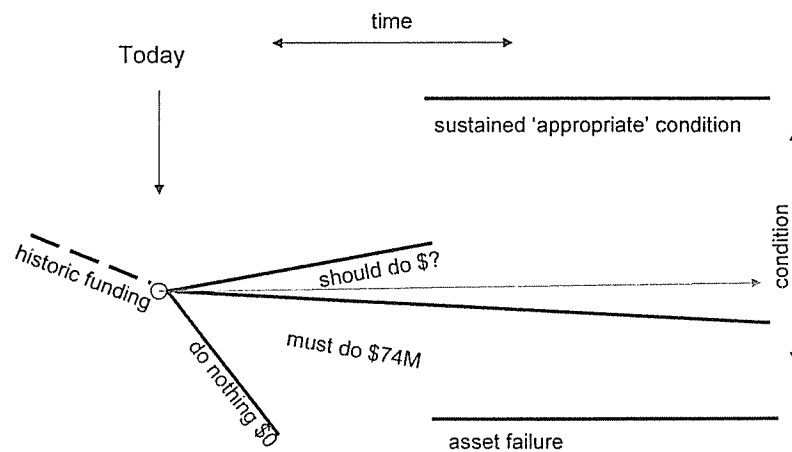 time
Today
sustained 'appropriate' condition
condition
historic funding
should do $?
must do $74M
do nothing $0
asset failure